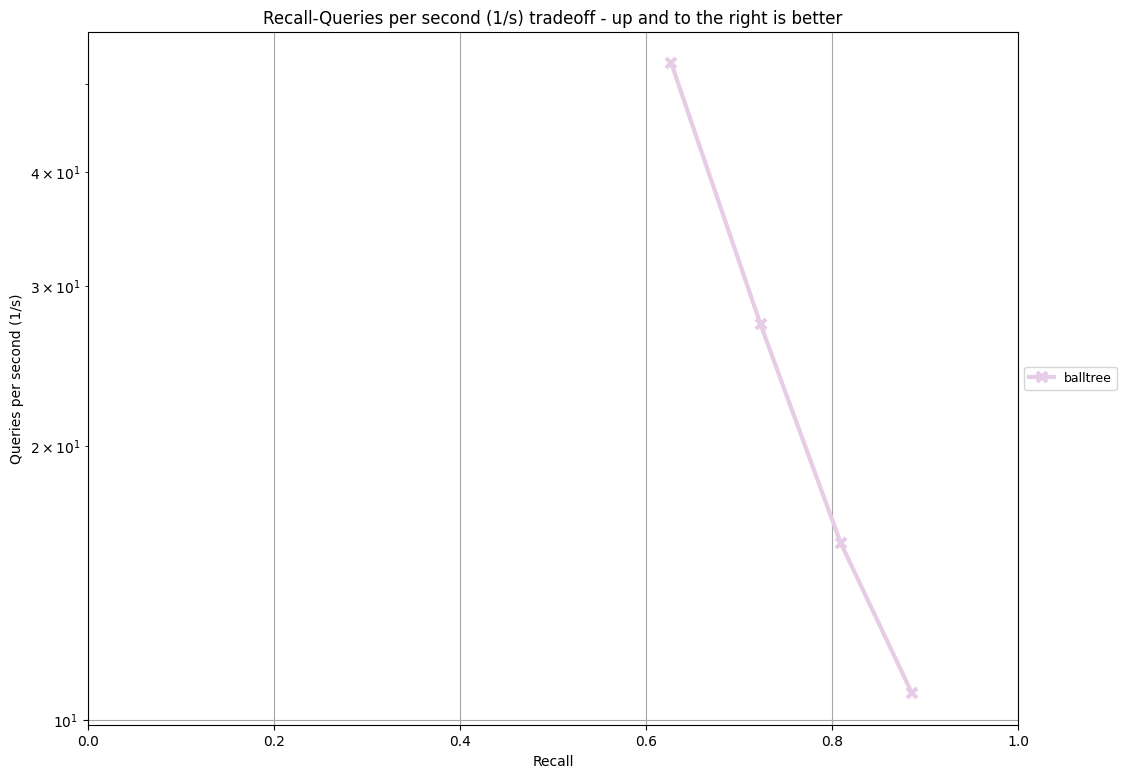 Recall-Queries per second (1/s) tradeoff - up and to the right is better
Queries per second (1/s)
4 × 10¹
3 × 10¹
2 × 10¹
10¹
0.0 0.2 0.4 0.6 0.8 1.0
Recall
balltree